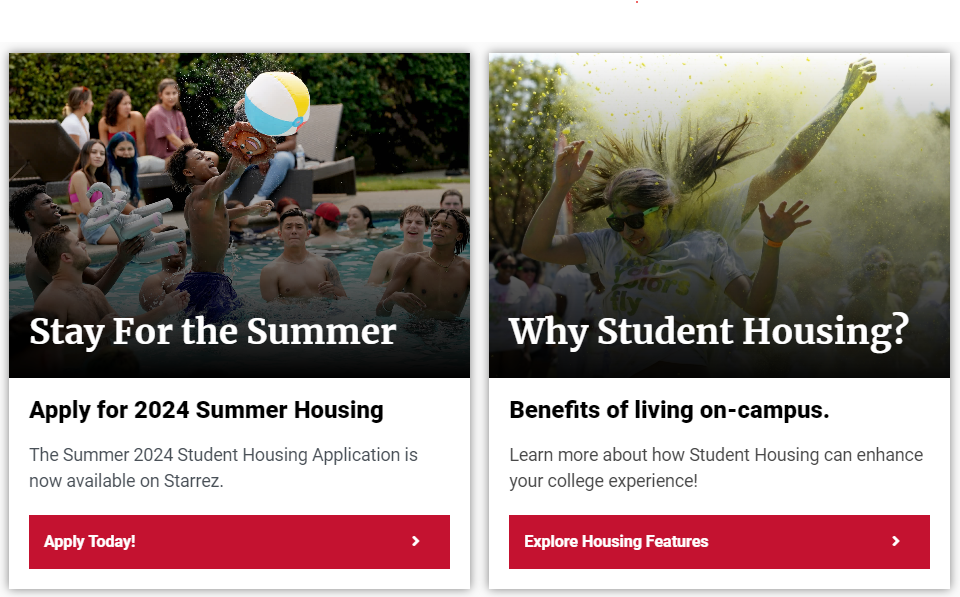 Stay For the Summer
Apply for 2024 Summer Housing
The Summer 2024 Student Housing Application is
now available on Starrez.
Apply Today!
Why Student Housing?
Benefits of living on-campus.
Learn more about how Student Housing can enhance
your college experience!
Explore Housing Features